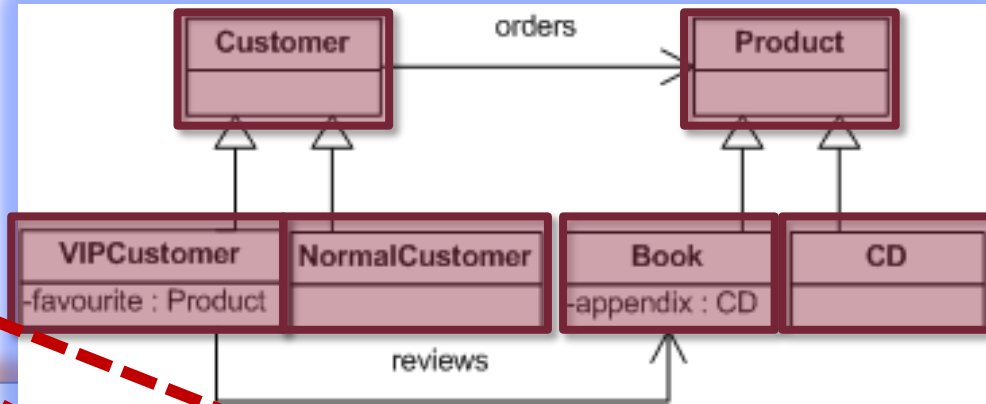 orders
Customer
Product
VIPCustomer
-favourite : Product
NormalCustomer
Book
-appendix : CD
CD
reviews